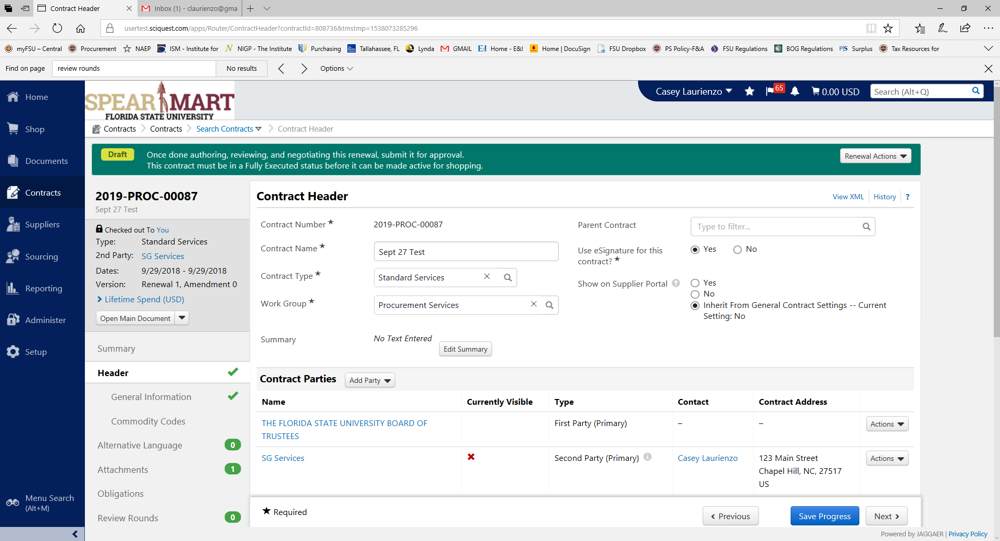 Contract Header
Inbox (1) - claurienzo@gma
usertest.sciquest.com/apps/Router/ContractHeader?contractId=808736&tmstmp=1538073285296
myFSU – Central
Procurement
NAEP
ISM - Institute for
NIGP - The Institute
Purchasing
Tallahassee, FL
Lynda
GMAIL
Home - E&I
Home | DocuSign
FSU Dropbox
PS Policy-F&A
FSU Regulations
BOG Regulations
Surplus
Tax Resources for
Find on page
review rounds
No results
Options
Home
Shop
Documents
Contracts
Suppliers
Sourcing
Reporting
Administer
Setup
Menu Search
(Alt+M)
SPEAR MART
FLORIDA STATE UNIVERSITY
Casey Laurienzo
65
0.00 USD
Search (Alt+Q)
Contracts
Contracts
Search Contracts
Contract Header
Draft
Once done authoring, reviewing, and negotiating this renewal, submit it for approval.
This contract must be in a Fully Executed status before it can be made active for shopping.
Renewal Actions
2019-PROC-00087
Sept 27 Test
Checked out To You
Type: Standard Services
2nd Party: SG Services
Dates: 9/29/2018 - 9/29/2018
Version: Renewal 1, Amendment 0
Lifetime Spend (USD)
Open Main Document
Summary
Header
General Information
Commodity Codes
Alternative Language 0
Attachments 1
Obligations
Review Rounds 0
Contract Header
View XML
History
?
Contract Number ★ 2019-PROC-00087
Contract Name ★ Sept 27 Test
Contract Type ★ Standard Services
Work Group ★ Procurement Services
Summary No Text Entered
Edit Summary
Parent Contract Type to filter...
Use eSignature for this
contract? ★
Yes No
Show on Supplier Portal ?
Yes
No
Inherit From General Contract Settings -- Current
Setting: No
Contract Parties Add Party
Name Currently Visible Type Contact Contract Address
THE FLORIDA STATE UNIVERSITY BOARD OF
TRUSTEES
First Party (Primary) – –
Actions
SG Services
Second Party (Primary)
Casey Laurienzo
123 Main Street
Chapel Hill, NC, 27517
US
Actions
★ Required
Previous
Save Progress
Next
Powered by JAGGAER | Privacy Policy